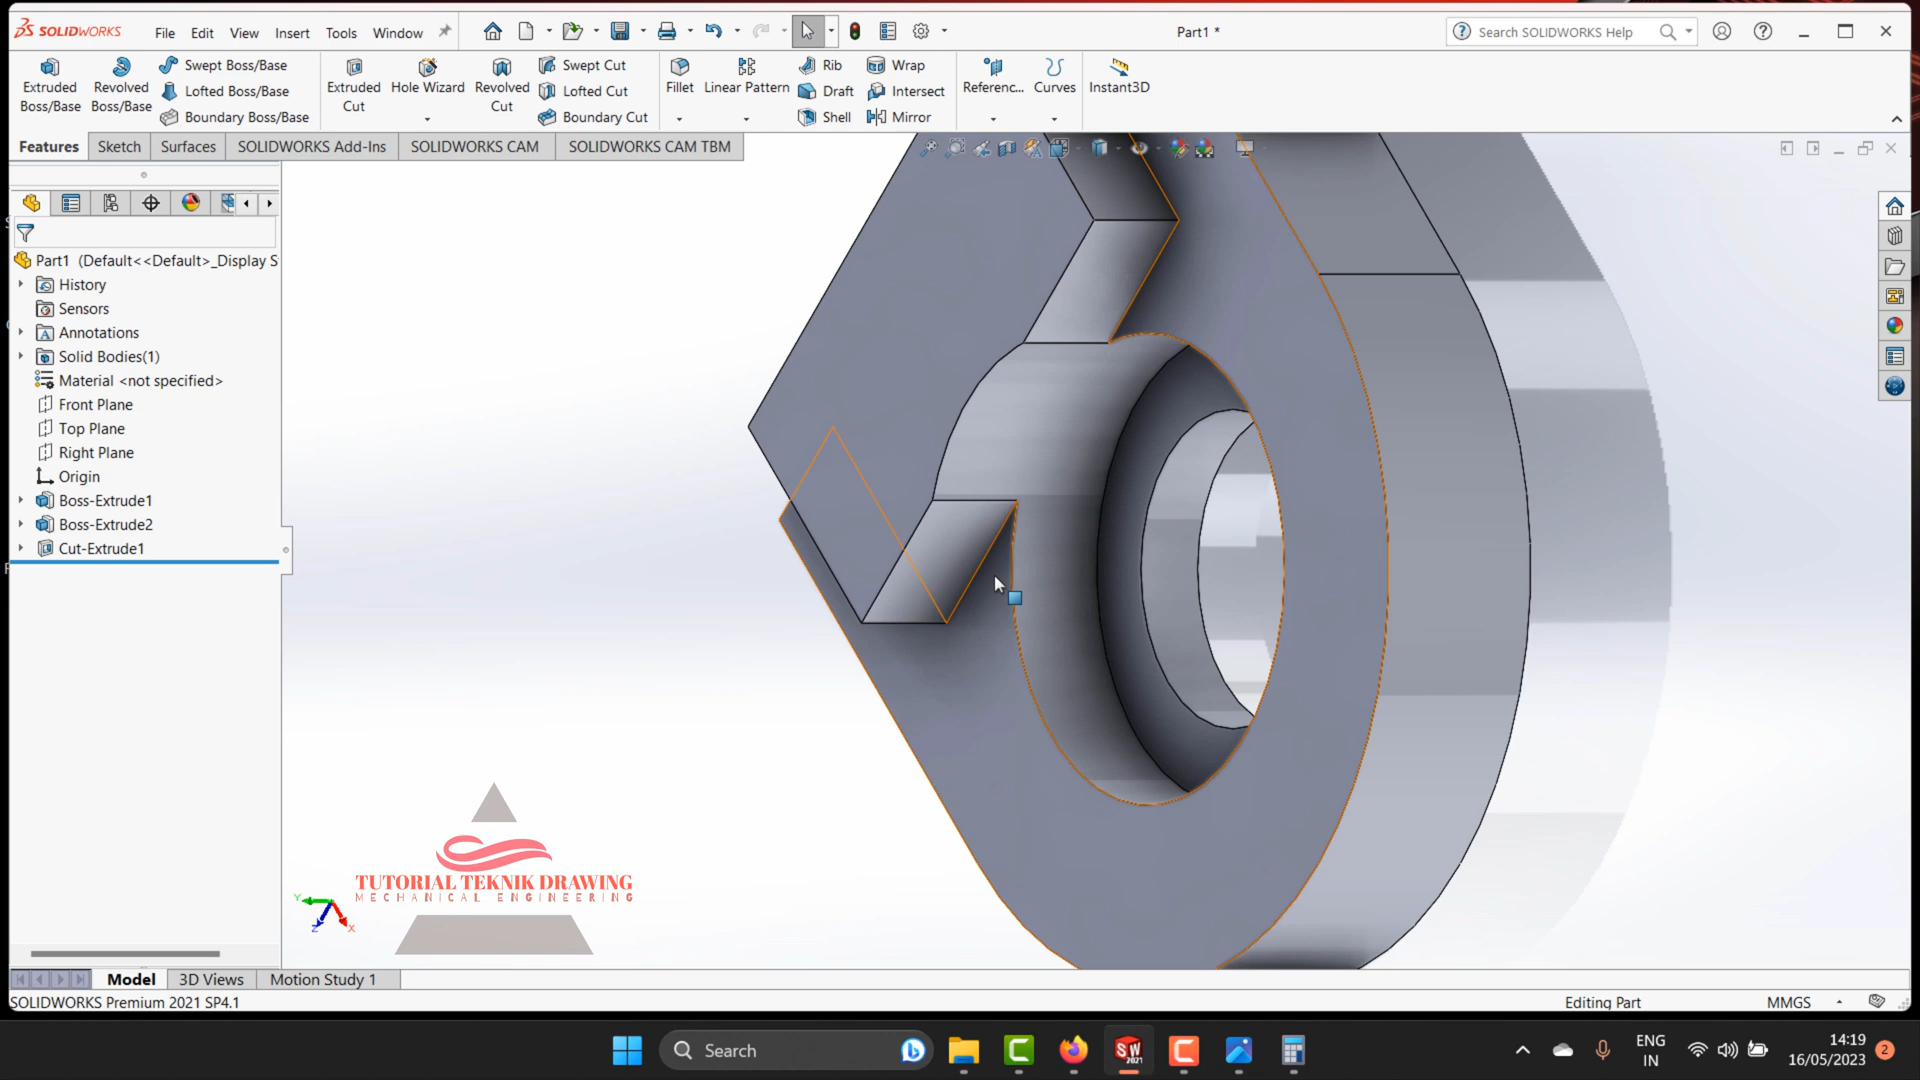 SOLIDWORKS
File Edit View Insert Tools Window
Part1 *
Search SOLIDWORKS Help
Extruded Boss/Base
Revolved Boss/Base
Swept Boss/Base
Lofted Boss/Base
Boundary Boss/Base
Extruded Cut
Hole Wizard
Revolved Cut
Swept Cut
Lofted Cut
Boundary Cut
Fillet
Linear Pattern
Rib
Draft
Shell
Wrap
Intersect
Mirror
Referenc...
Curves
Instant3D
Features Sketch Surfaces SOLIDWORKS Add-Ins SOLIDWORKS CAM SOLIDWORKS CAM TBM
Part1 (Default<<Default>_Display S
History
Sensors
Annotations
Solid Bodies(1)
Material <not specified>
Front Plane
Top Plane
Right Plane
Origin
Boss-Extrude1
Boss-Extrude2
Cut-Extrude1
TUTORIAL TEKNIK DRAWING
MECHANICAL ENGINEERING
Y
Z
X
Model 3D Views Motion Study 1
SOLIDWORKS Premium 2021 SP4.1
Editing Part
MMGS
Search
SW
2021
ENG
IN
14:19
16/05/2023
2